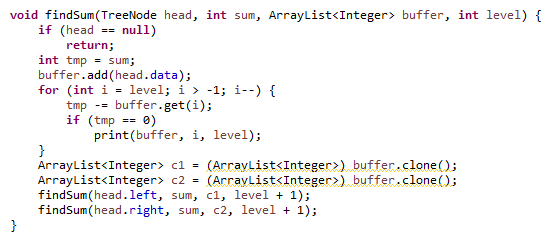 void findSum(TreeNode head, int sum, ArrayList<Integer> buffer, int level) {
    if (head == null)
        return;
    int tmp = sum;
    buffer.add(head.data);
    for (int i = level; i > -1; i--) {
        tmp -= buffer.get(i);
        if (tmp == 0)
            print(buffer, i, level);
    }
    ArrayList<Integer> c1 = (ArrayList<Integer>) buffer.clone();
    ArrayList<Integer> c2 = (ArrayList<Integer>) buffer.clone();
    findSum(head.left, sum, c1, level + 1);
    findSum(head.right, sum, c2, level + 1);
}